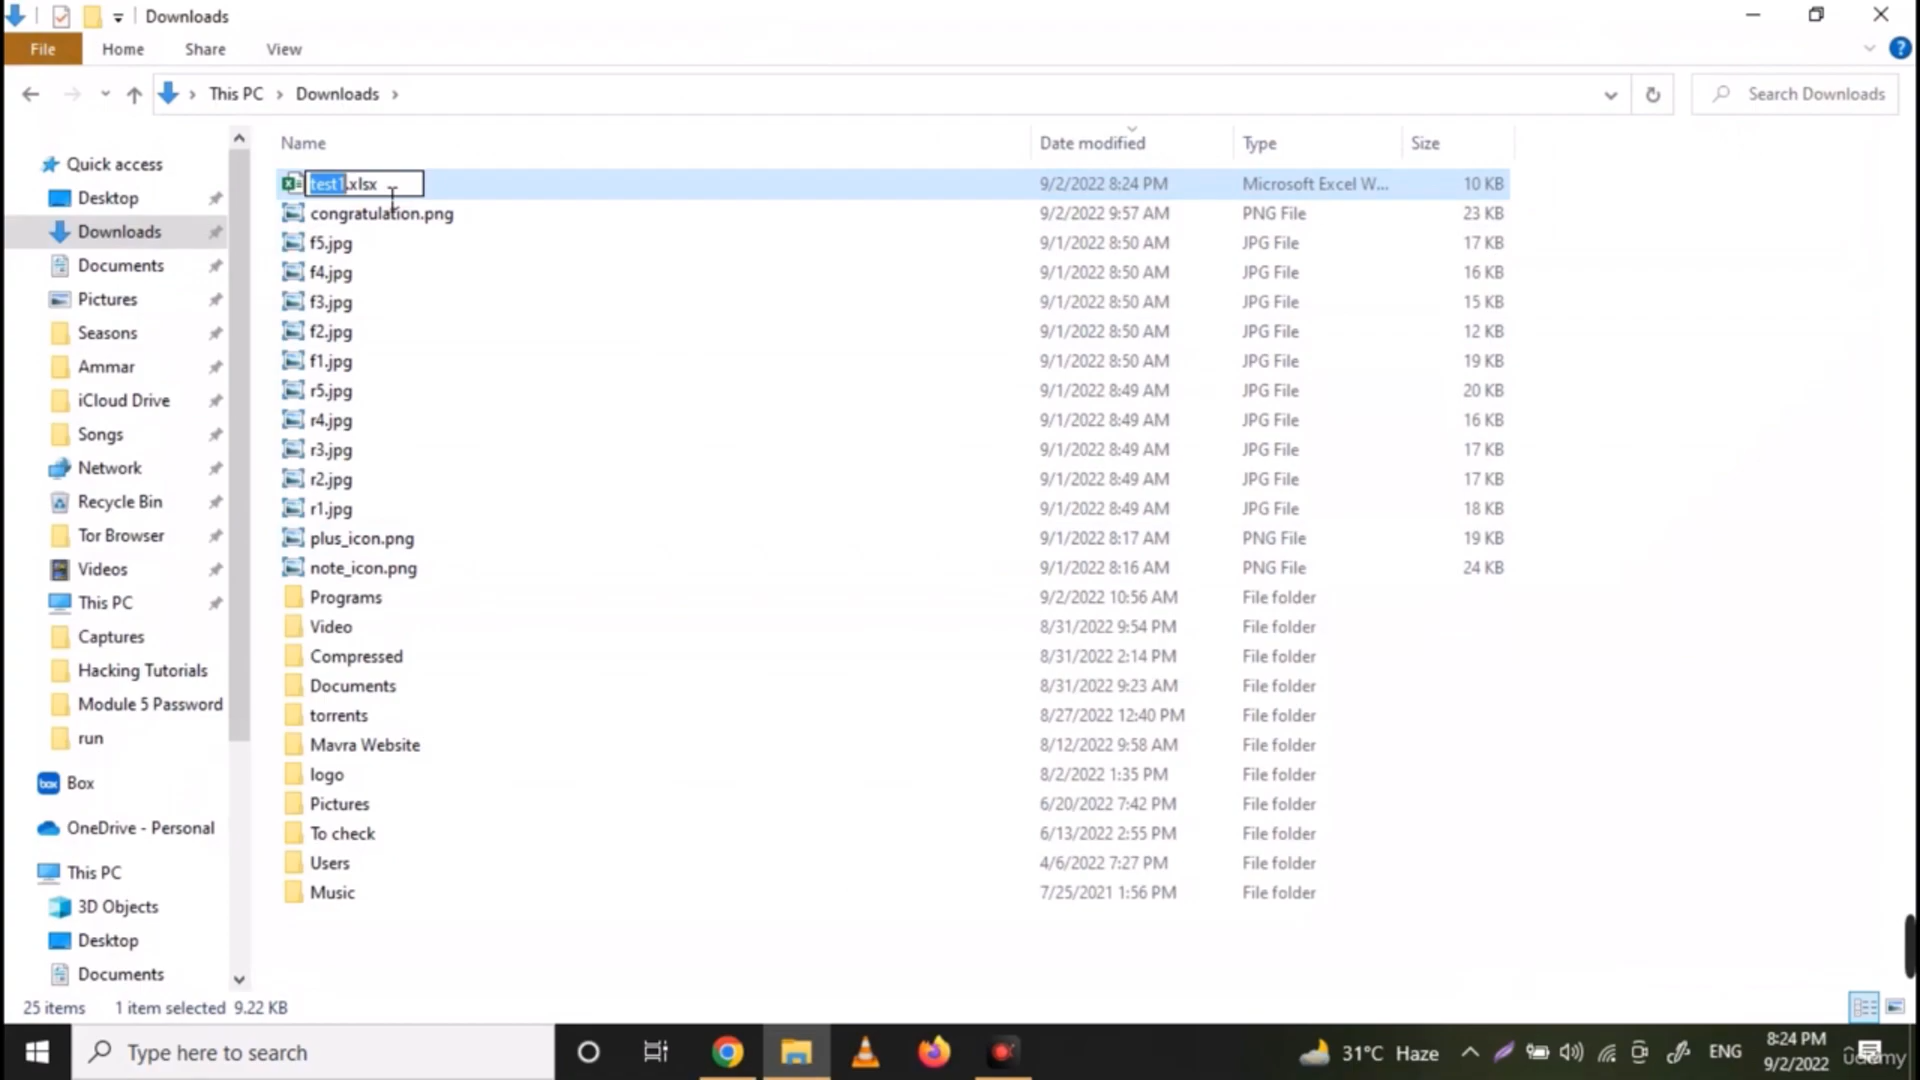 Downloads
File Home Share View
This PC Downloads Search Downloads
Name Date modified Type Size
Quick access
Desktop
Downloads
Documents
Pictures
Seasons
Ammar
iCloud Drive
Songs
Network
Recycle Bin
Tor Browser
Videos
This PC
Captures
Hacking Tutorials
Module 5 Password
run
box Box
OneDrive - Personal
This PC
3D Objects
Desktop
Documents
test1.xlsx 9/2/2022 8:24 PM Microsoft Excel W... 10 KB
congratulation.png 9/2/2022 9:57 AM PNG File 23 KB
f5.jpg 9/1/2022 8:50 AM JPG File 17 KB
f4.jpg 9/1/2022 8:50 AM JPG File 16 KB
f3.jpg 9/1/2022 8:50 AM JPG File 15 KB
f2.jpg 9/1/2022 8:50 AM JPG File 12 KB
f1.jpg 9/1/2022 8:50 AM JPG File 19 KB
r5.jpg 9/1/2022 8:49 AM JPG File 20 KB
r4.jpg 9/1/2022 8:49 AM JPG File 16 KB
r3.jpg 9/1/2022 8:49 AM JPG File 17 KB
r2.jpg 9/1/2022 8:49 AM JPG File 17 KB
r1.jpg 9/1/2022 8:49 AM JPG File 18 KB
plus_icon.png 9/1/2022 8:17 AM PNG File 19 KB
note_icon.png 9/1/2022 8:16 AM PNG File 24 KB
Programs 9/2/2022 10:56 AM File folder
Video 8/31/2022 9:54 PM File folder
Compressed 8/31/2022 2:14 PM File folder
Documents 8/31/2022 9:23 AM File folder
torrents 8/27/2022 12:40 PM File folder
Mavra Website 8/12/2022 9:58 AM File folder
logo 8/2/2022 1:35 PM File folder
Pictures 6/20/2022 7:42 PM File folder
To check 6/13/2022 2:55 PM File folder
Users 4/6/2022 7:27 PM File folder
Music 7/25/2021 1:56 PM File folder
25 items 1 item selected 9.22 KB
Type here to search 31°C Haze ENG 8:24 PM
9/2/2022 udemy